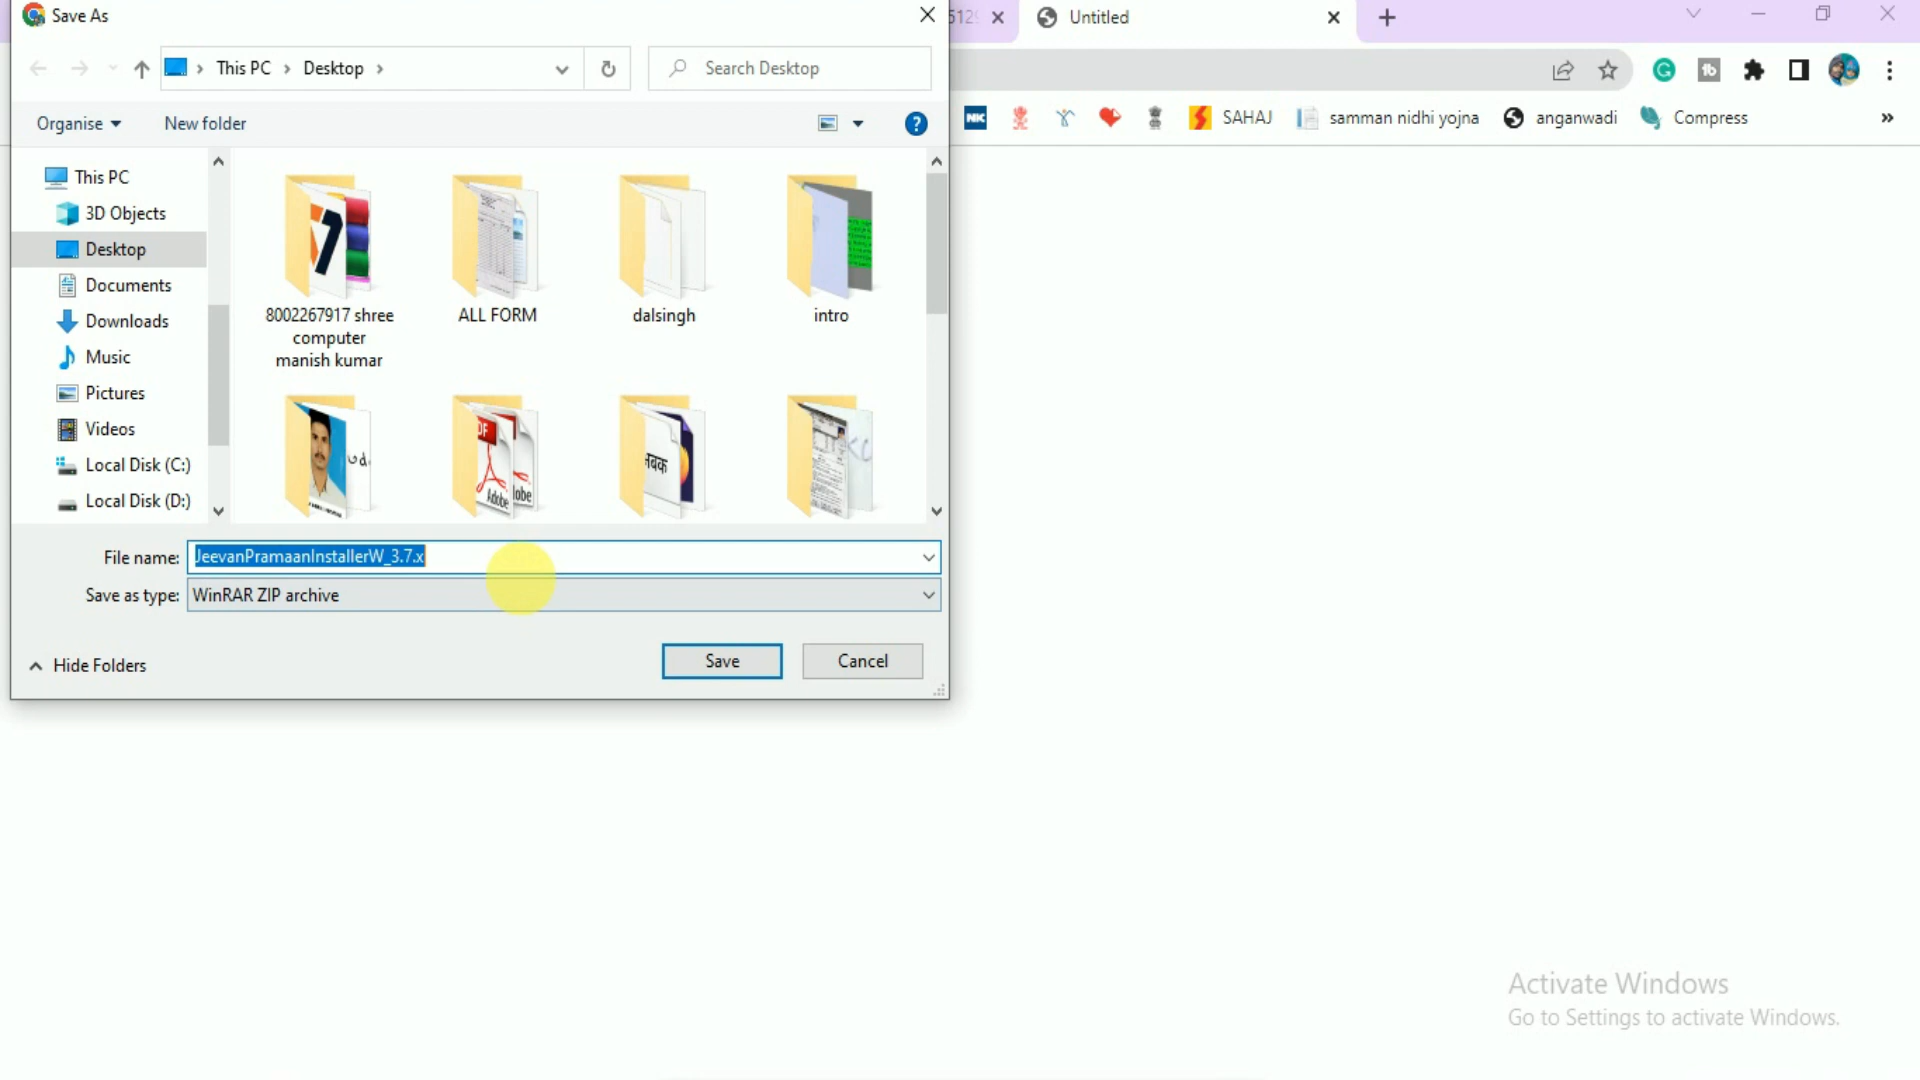 Save As
5129
Untitled
This PC
Desktop
Search Desktop
Organise
New folder
NK
SAHAJ
samman nidhi yojna
anganwadi
Compress
This PC
3D Objects
Desktop
Documents
Downloads
Music
Pictures
Videos
Local Disk (C:)
Local Disk (D:)
8002267917 shree
computer
manish kumar
ALL FORM
dalsingh
intro
Adobe
File name:
JeevanPramaanInstallerW_3.7.x
Save as type:
WinRAR ZIP archive
Hide Folders
Save
Cancel
Activate Windows
Go to Settings to activate Windows.